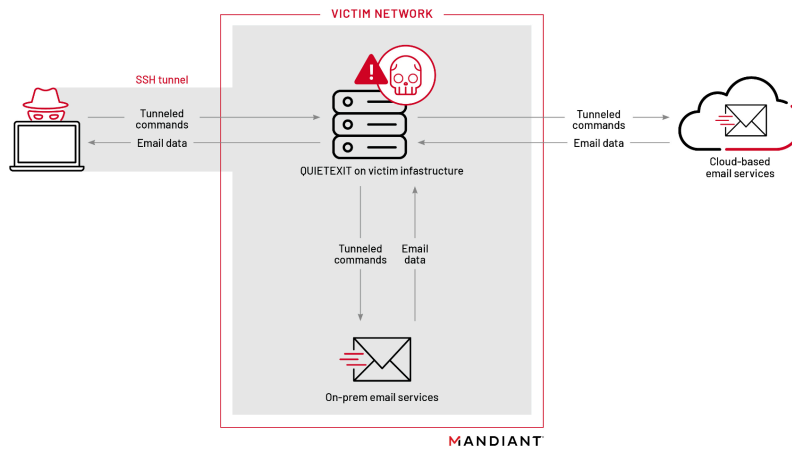 VICTIM NETWORK
SSH tunnel
Tunneled
commands
Email data
QUIETEXIT on victim infastructure
Tunneled
commands
Email data
Cloud-based
email services
Tunneled
commands
Email
data
On-prem email services
MANDIANT